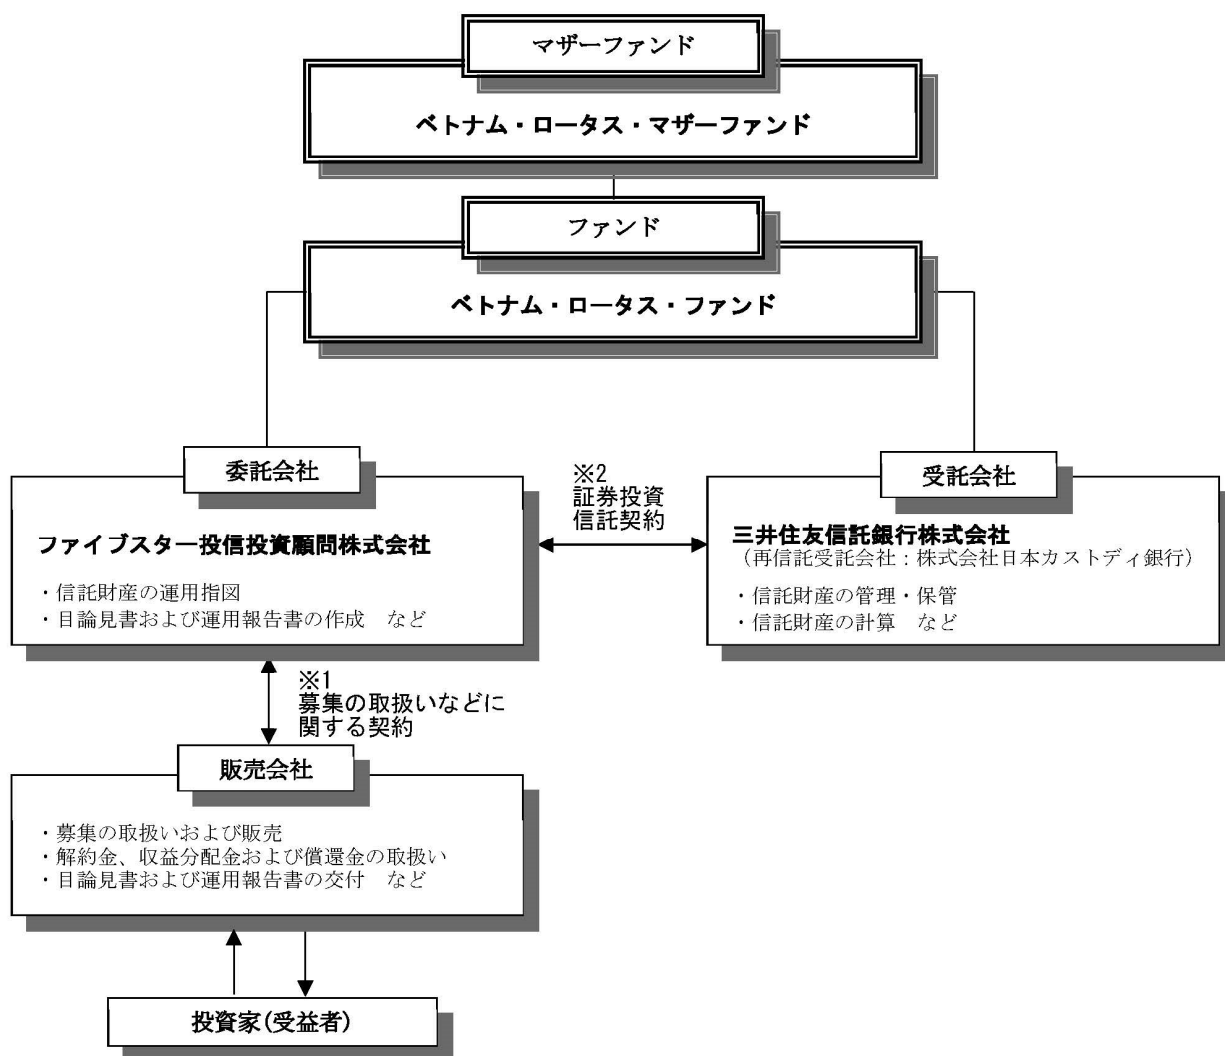 マザーファンド
ベトナム・ロータス・マザーファンド
ファンド
ベトナム・ロータス・ファンド
委託会社
ファイブスター投信投資顧問株式会社
・信託財産の運用指図
・目論見書および運用報告書の作成　など
※2
証券投資
信託契約
受託会社
三井住友信託銀行株式会社
（再信託受託会社：株式会社日本カストディ銀行）
・信託財産の管理・保管
・信託財産の計算　など
※1
募集の取扱いなどに
関する契約
販売会社
・募集の取扱いおよび販売
・解約金、収益分配金および償還金の取扱い
・目論見書および運用報告書の交付　など
投資家(受益者)